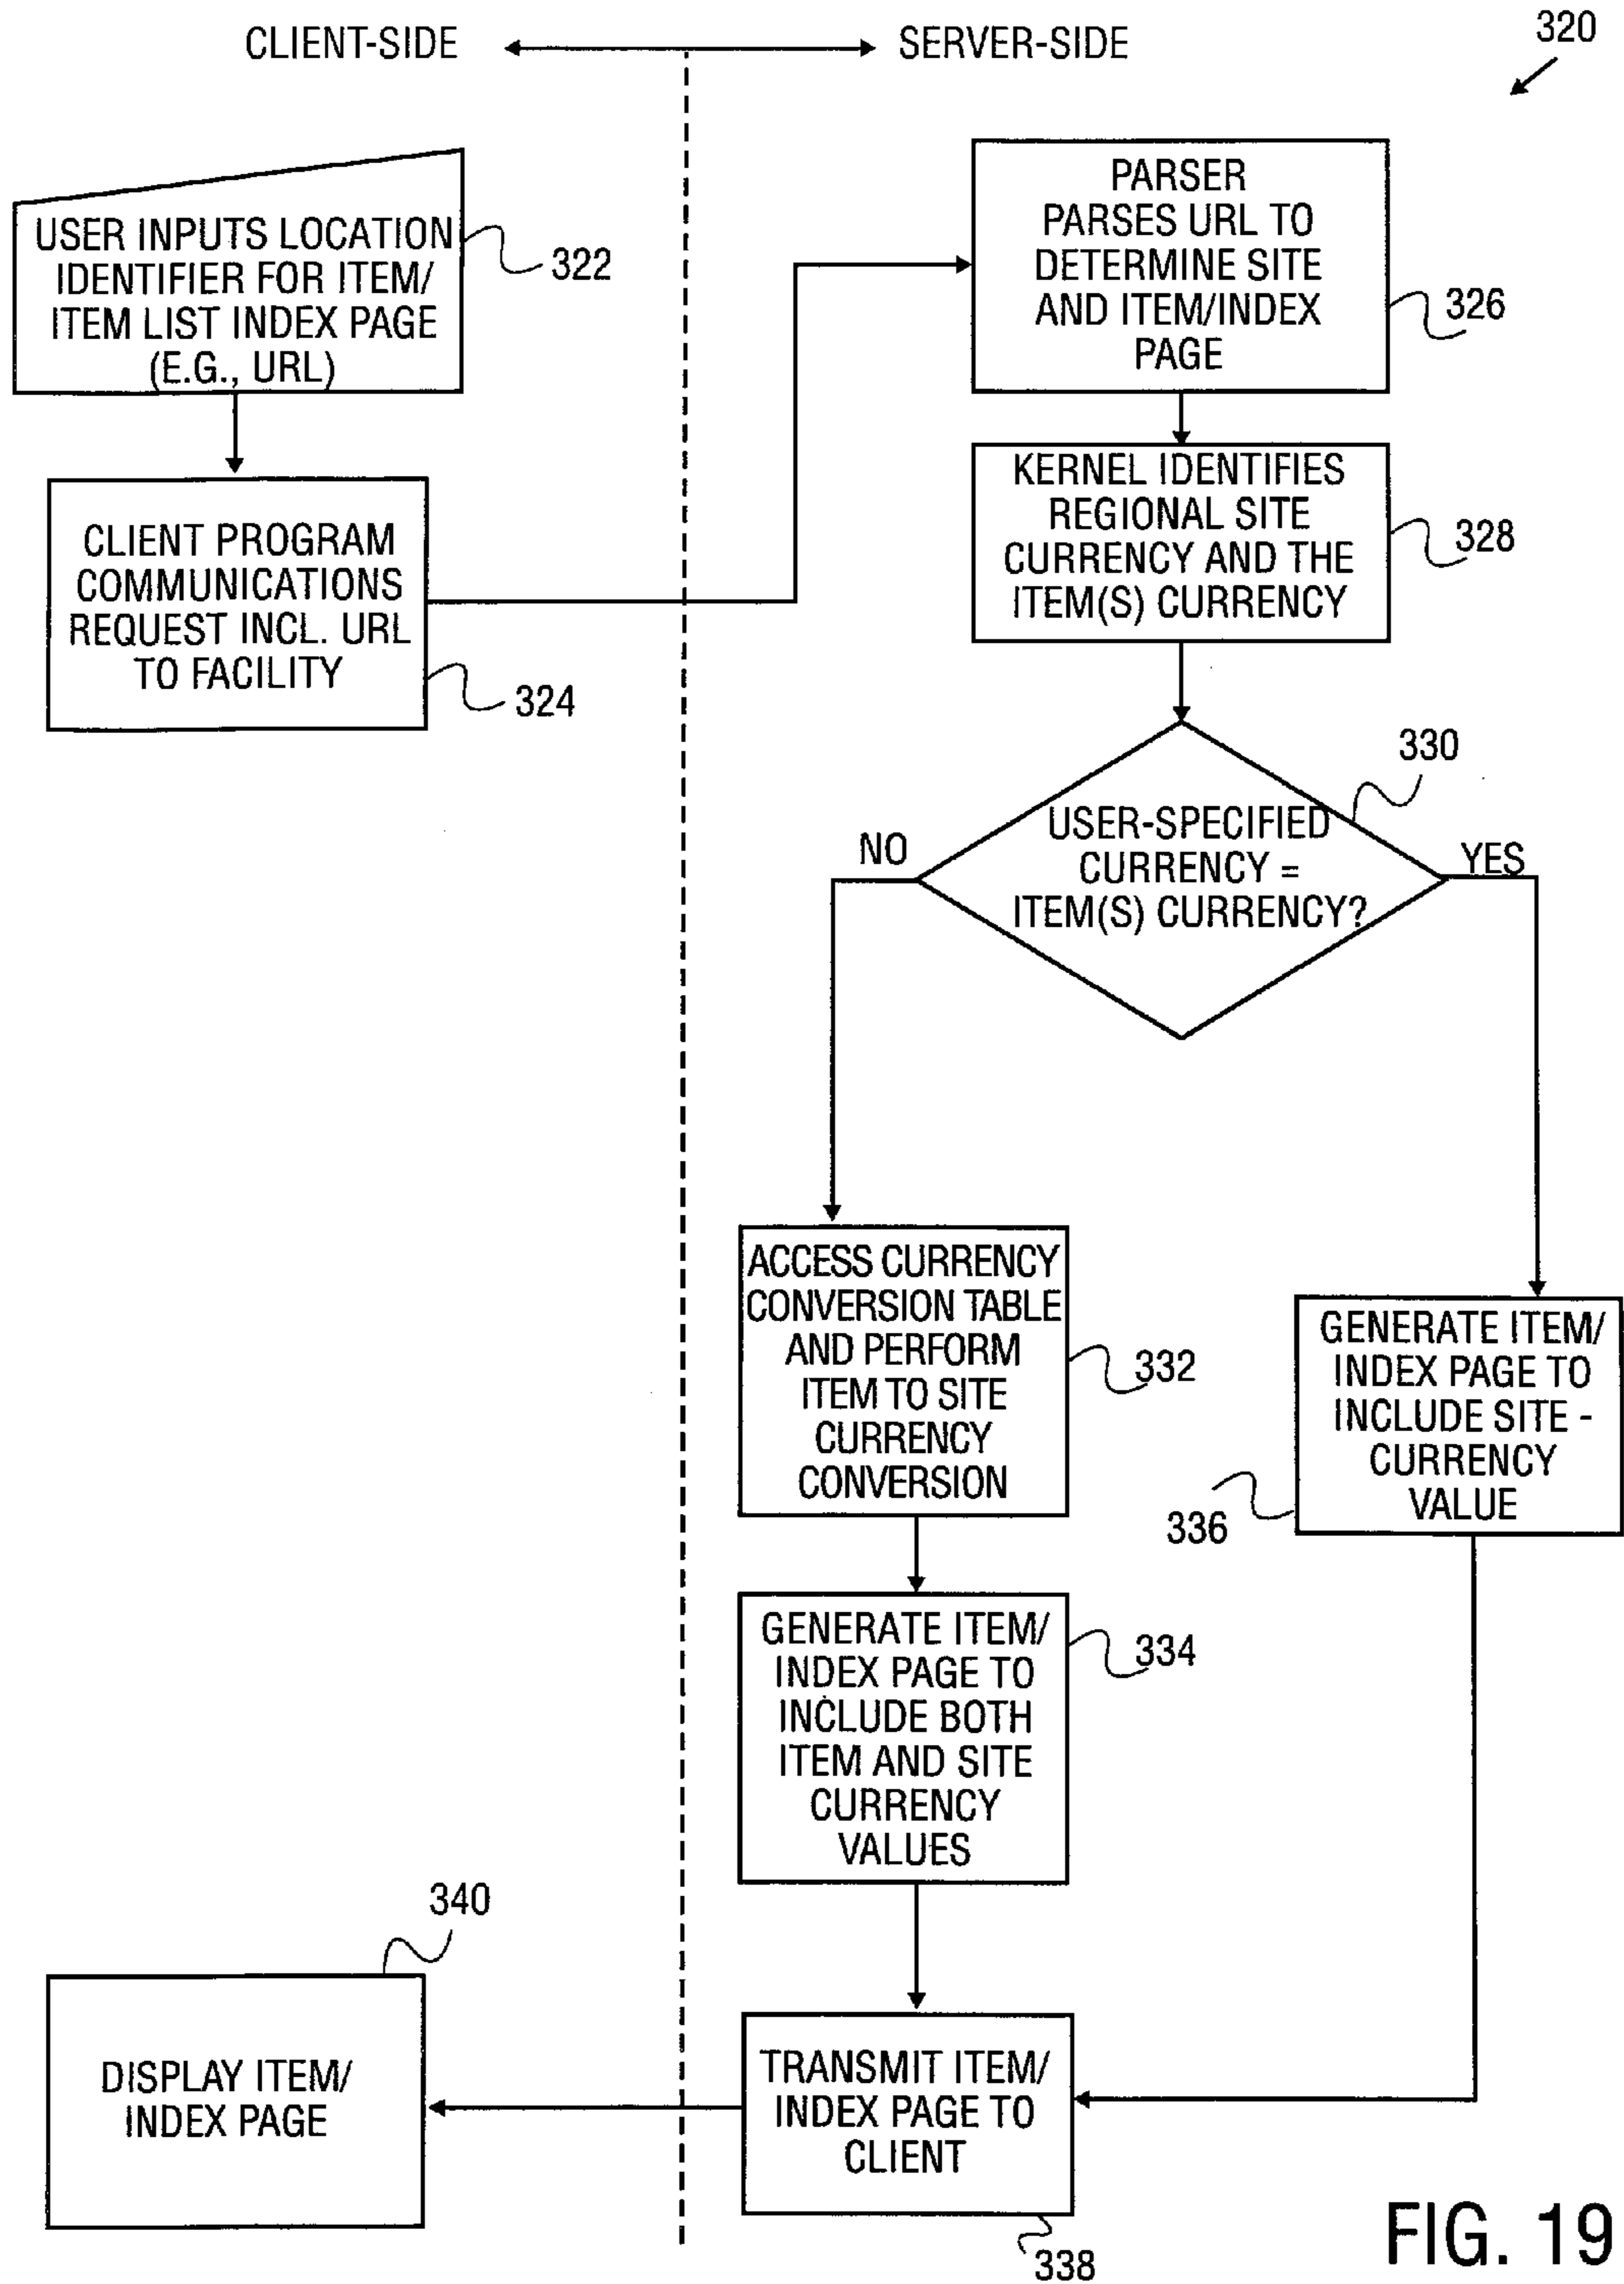 CLIENT-SIDE
SERVER-SIDE
320
USER INPUTS LOCATION
IDENTIFIER FOR ITEM/
ITEM LIST INDEX PAGE
(E.G., URL)
322
CLIENT PROGRAM
COMMUNICATIONS
REQUEST INCL. URL
TO FACILITY
324
PARSER
PARSES URL TO
DETERMINE SITE
AND ITEM/INDEX
PAGE
326
KERNEL IDENTIFIES
REGIONAL SITE
CURRENCY AND THE
ITEM(S) CURRENCY
328
330
USER-SPECIFIED
CURRENCY =
ITEM(S) CURRENCY?
NO
YES
ACCESS CURRENCY
CONVERSION TABLE
AND PERFORM
ITEM TO SITE
CURRENCY
CONVERSION
332
GENERATE ITEM/
INDEX PAGE TO
INCLUDE SITE -
CURRENCY
VALUE
336
GENERATE ITEM/
INDEX PAGE TO
INCLUDE BOTH
ITEM AND SITE
CURRENCY
VALUES
334
340
DISPLAY ITEM/
INDEX PAGE
TRANSMIT ITEM/
INDEX PAGE TO
CLIENT
338
FIG. 19